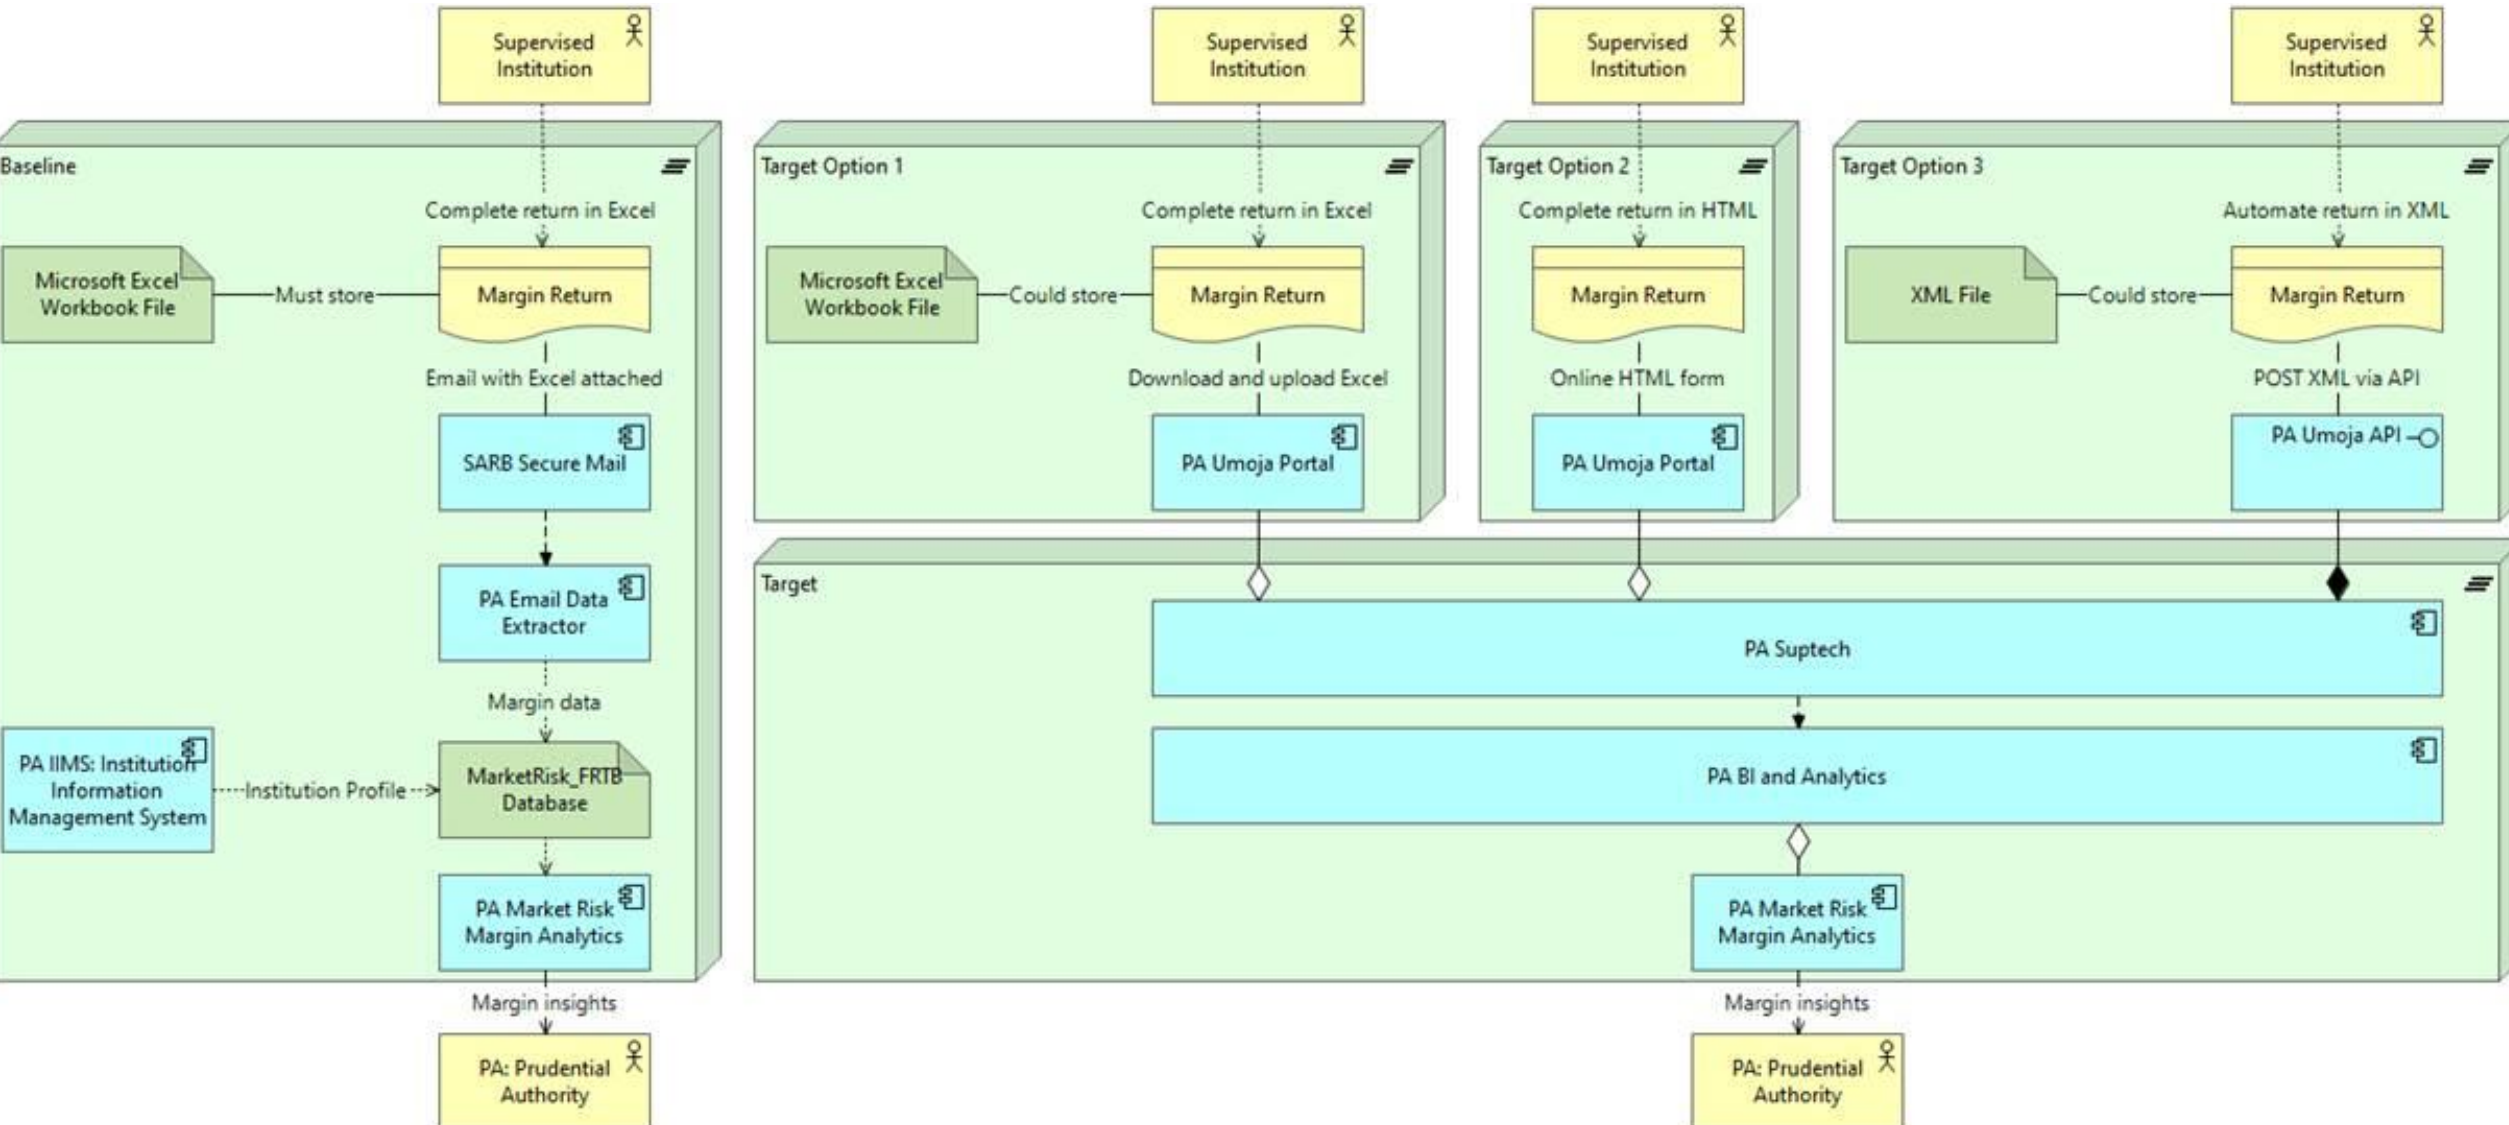 Supervised
Institution
Supervised
Institution
Supervised
Institution
Supervised
Institution
Baseline
Target Option 1
Target Option 2
Target Option 3
Complete return in Excel
Complete return in Excel
Complete return in HTML
Automate return in XML
Microsoft Excel
Workbook File
Must store
Margin Return
Microsoft Excel
Workbook File
Could store
Margin Return
Margin Return
XML File
Could store
Margin Return
Email with Excel attached
Download and upload Excel
Online HTML form
POST XML via API
SARB Secure Mail
PA Umoja Portal
PA Umoja Portal
PA Umoja API
PA Email Data
Extractor
Target
PA Suptech
Margin data
PA IIMS: Institution
Information
Management System
Institution Profile
MarketRisk_FRTB
Database
PA BI and Analytics
PA Market Risk
Margin Analytics
PA Market Risk
Margin Analytics
Margin insights
Margin insights
PA: Prudential
Authority
PA: Prudential
Authority